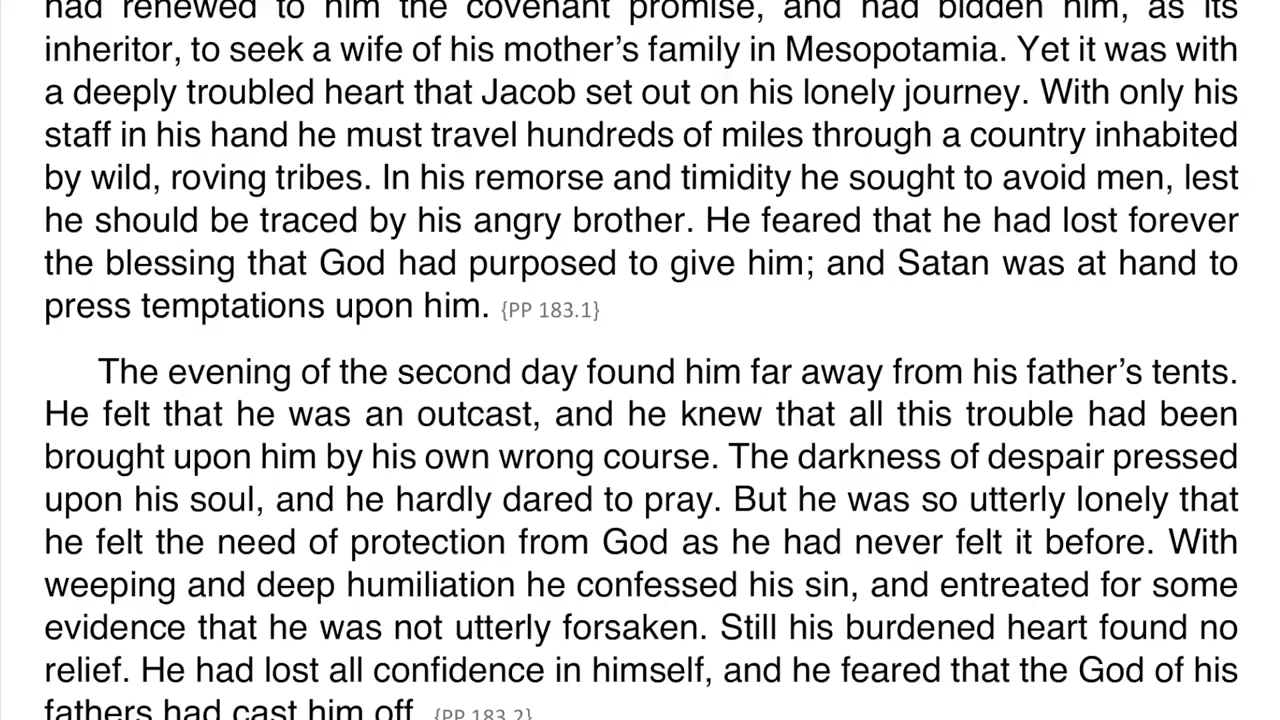 had renewed to him the covenant promise, and had bidden him, as its
inheritor, to seek a wife of his mother’s family in Mesopotamia. Yet it was with
a deeply troubled heart that Jacob set out on his lonely journey. With only his
staff in his hand he must travel hundreds of miles through a country inhabited
by wild, roving tribes. In his remorse and timidity he sought to avoid men, lest
he should be traced by his angry brother. He feared that he had lost forever
the blessing that God had purposed to give him; and Satan was at hand to
press temptations upon him. {PP 183.1}
The evening of the second day found him far away from his father’s tents.
He felt that he was an outcast, and he knew that all this trouble had been
brought upon him by his own wrong course. The darkness of despair pressed
upon his soul, and he hardly dared to pray. But he was so utterly lonely that
he felt the need of protection from God as he had never felt it before. With
weeping and deep humiliation he confessed his sin, and entreated for some
evidence that he was not utterly forsaken. Still his burdened heart found no
relief. He had lost all confidence in himself, and he feared that the God of his
fathers had cast him off. {PP 183.2}